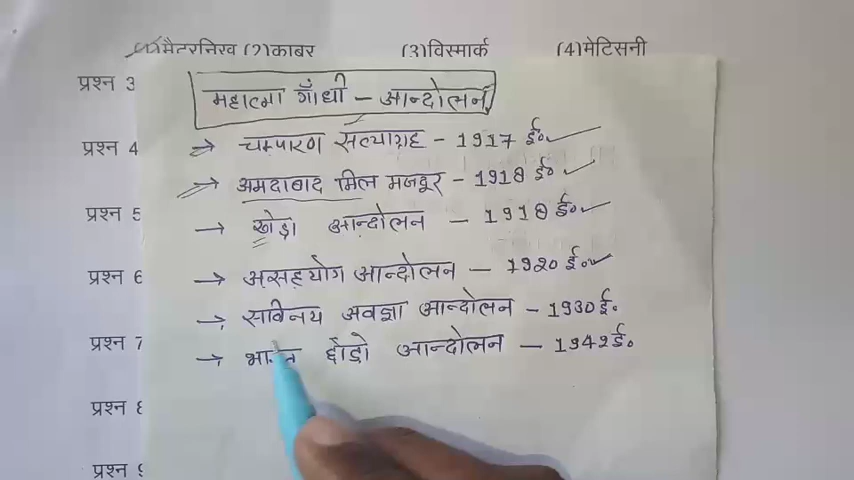 मैटरनिख (2)काबर (3)विस्मार्क (4)मेटिसनी
प्रश्न 3
महात्मा गाँधी - आन्दोलन
प्रश्न 4
→ चम्पारण सत्याग्रह - 1917 ई०
→ अमदाबाद मिल मजदूर - 1918 ई०
प्रश्न 5
→ खेड़ा आन्दोलन - 1918 ई०
प्रश्न 6
→ असहयोग आन्दोलन - 1920 ई०
→ सविनय अवज्ञा आन्दोलन - 1930 ई०
प्रश्न 7
→ भारत छोड़ो आन्दोलन - 1942 ई०
प्रश्न 8
प्रश्न 9